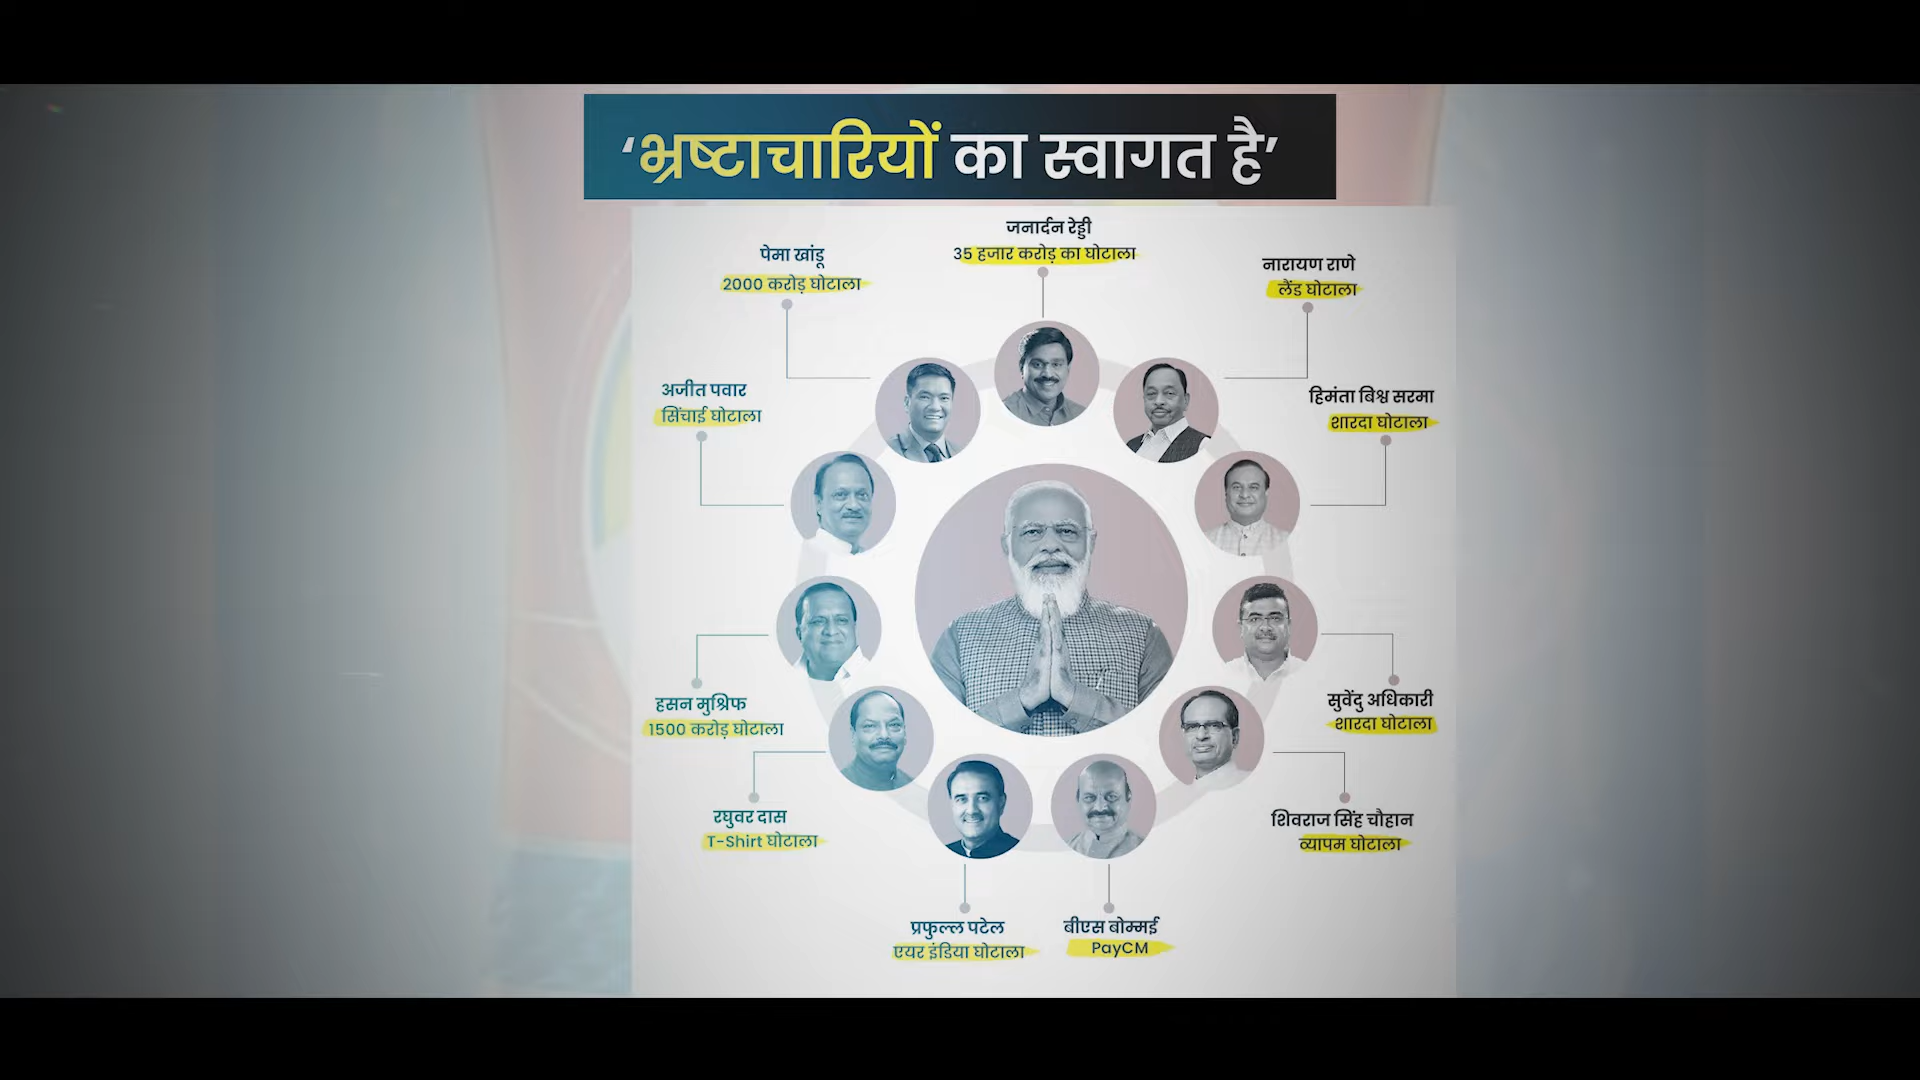 ‘भ्रष्टाचारियों का स्वागत है’
जनार्दन रेड्डी
35 हजार करोड़ का घोटाला
पेमा खांडू
2000 करोड़ घोटाला
नारायण राणे
लैंड घोटाला
अजीत पवार
सिंचाई घोटाला
हिमंता बिश्व सरमा
शारदा घोटाला
हसन मुश्रिफ
1500 करोड़ घोटाला
सुवेंदु अधिकारी
शारदा घोटाला
रघुवर दास
T-Shirt घोटाला
शिवराज सिंह चौहान
व्यापम घोटाला
प्रफुल्ल पटेल
एयर इंडिया घोटाला
बीएस बोम्मई
PayCM